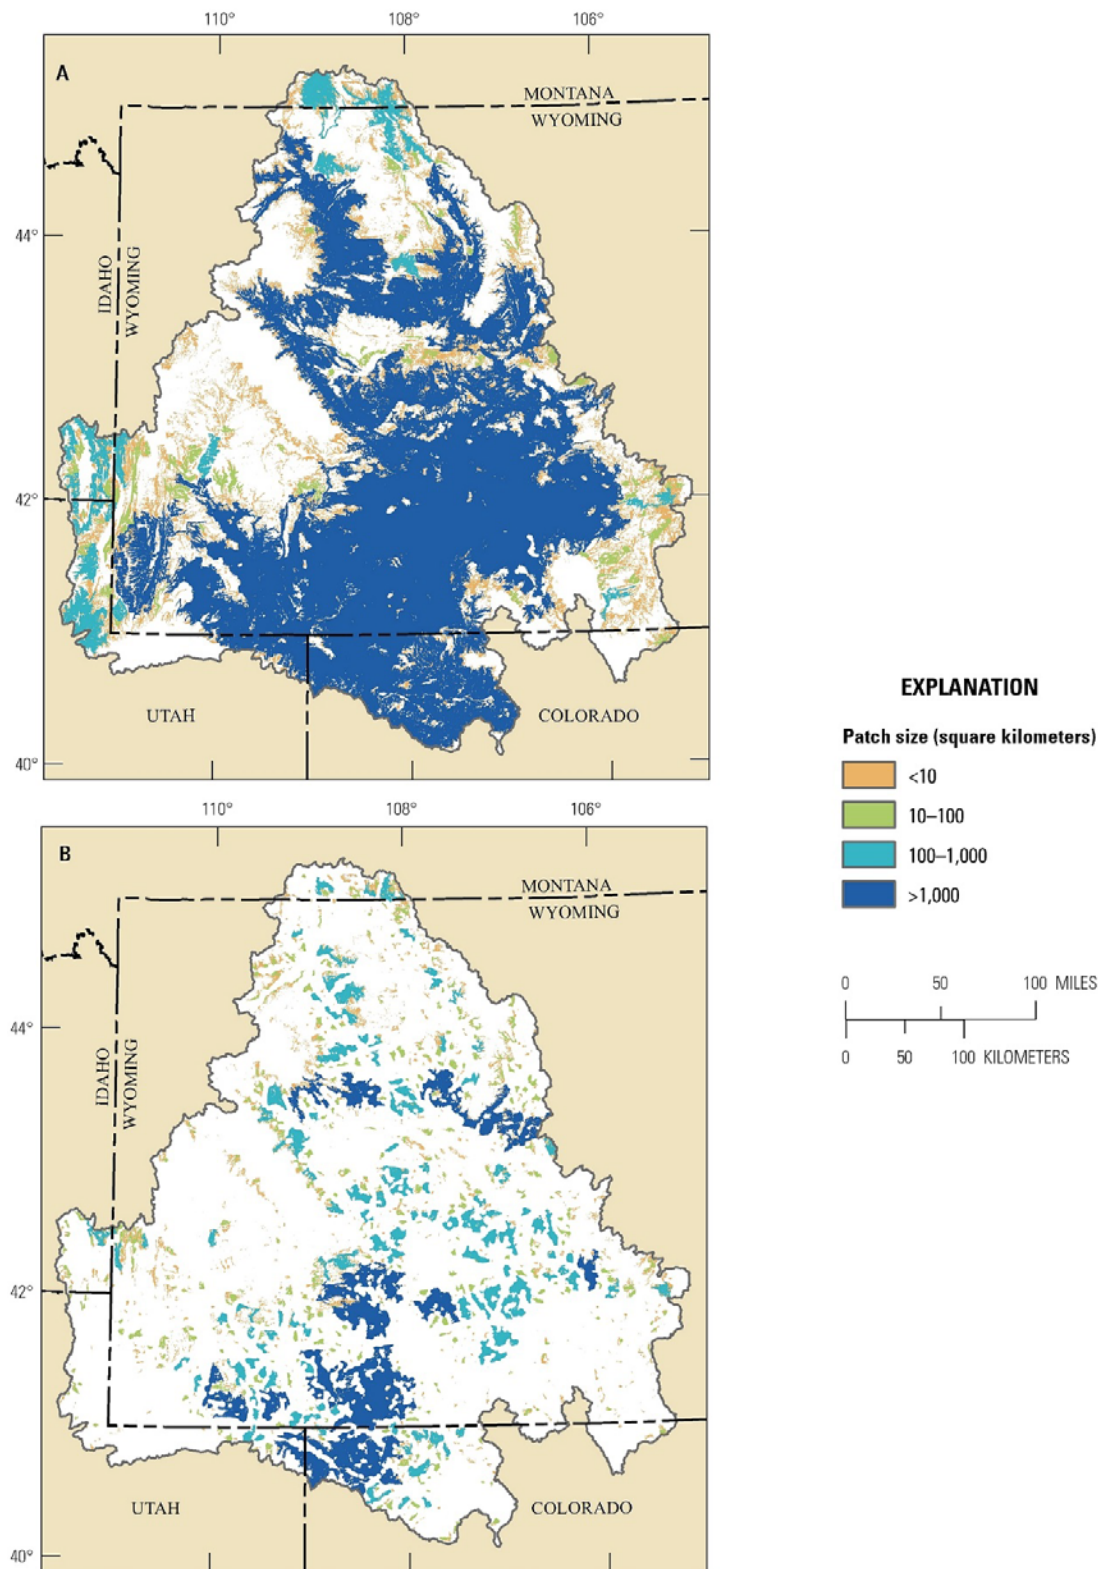 110°
108°
106°
A
MONTANA
WYOMING
44°
IDAHO
WYOMING
42°
UTAH
COLORADO
40°
EXPLANATION
Patch size (square kilometers)
<10
10–100
100–1,000
>1,000
0
50
100 MILES
0
50
100 KILOMETERS
110°
108°
106°
B
MONTANA
WYOMING
44°
IDAHO
WYOMING
42°
UTAH
COLORADO
40°